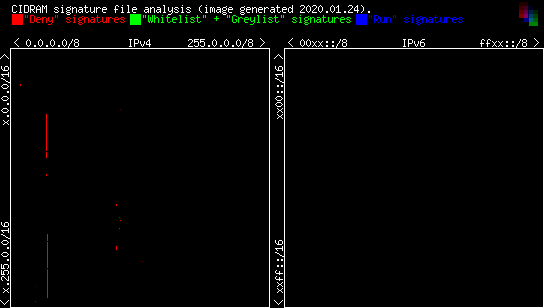 CIDRAM signature file analysis (image generated 2020.01.24).
"Deny" signatures "Whitelist" + "Greylist" signatures "Run" signatures
< 0.0.0.0/8 IPv4 255.0.0.0/8 > < 00xx::/8 IPv6 ffxx::/8 >
< x.255.0.0/16 x.0.0.0/16 >
< xxff::/16 xx00::/16 >